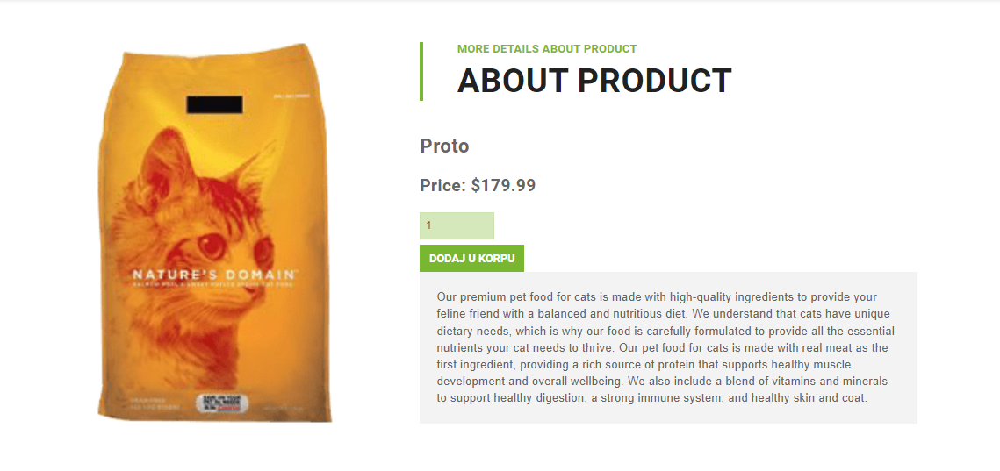 MORE DETAILS ABOUT PRODUCT
ABOUT PRODUCT
Proto
Price: $179.99
1
DODAJ U KORPU
Our premium pet food for cats is made with high-quality ingredients to provide your
feline friend with a balanced and nutritious diet. We understand that cats have unique
dietary needs, which is why our food is carefully formulated to provide all the essential
nutrients your cat needs to thrive. Our pet food for cats is made with real meat as the
first ingredient, providing a rich source of protein that supports healthy muscle
development and overall wellbeing. We also include a blend of vitamins and minerals
to support healthy digestion, a strong immune system, and healthy skin and coat.
NATURE'S DOMAIN™